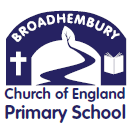 BROADHEMBURY
Church of England
Primary School